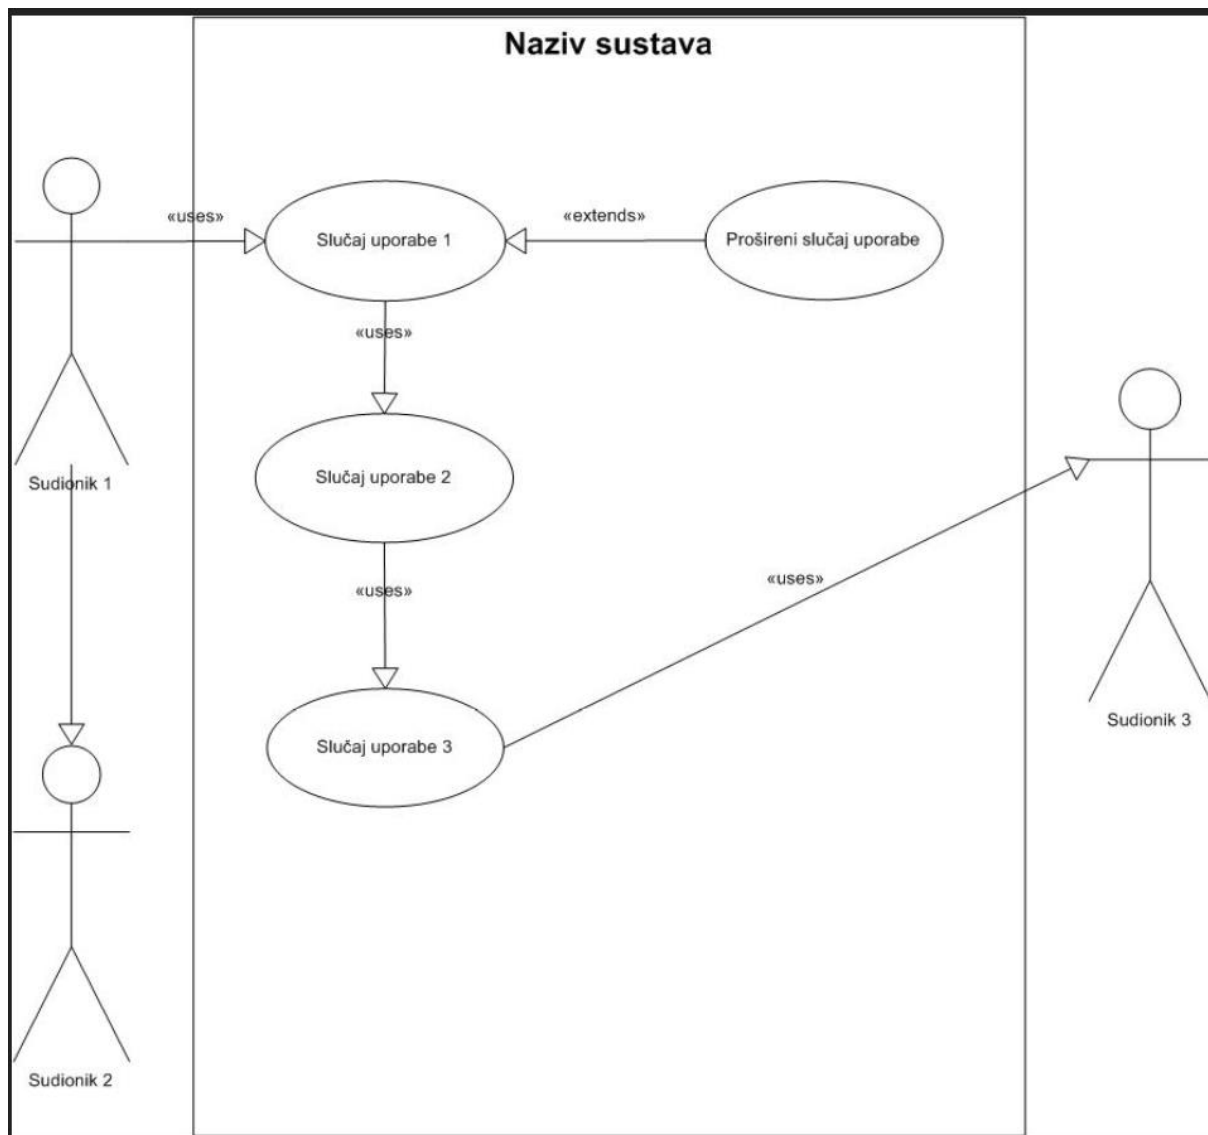 Naziv sustava
«uses»
«extends»
Slučaj uporabe 1
Prošireni slučaj uporabe
«uses»
Slučaj uporabe 2
Sudionik 1
«uses»
«uses»
Sudionik 3
Slučaj uporabe 3
Sudionik 2